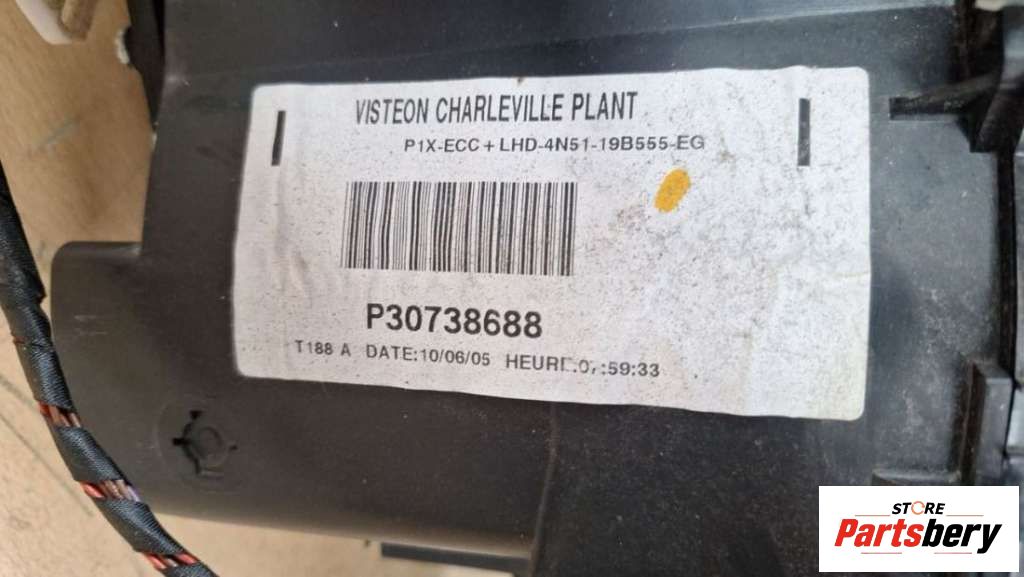 VISTEON CHARLEVILLE PLANT
P1X-ECC + LHD-4N51-19B555-EG
P30738688
T188 A DATE:10/06/05
STORE
Partsbery